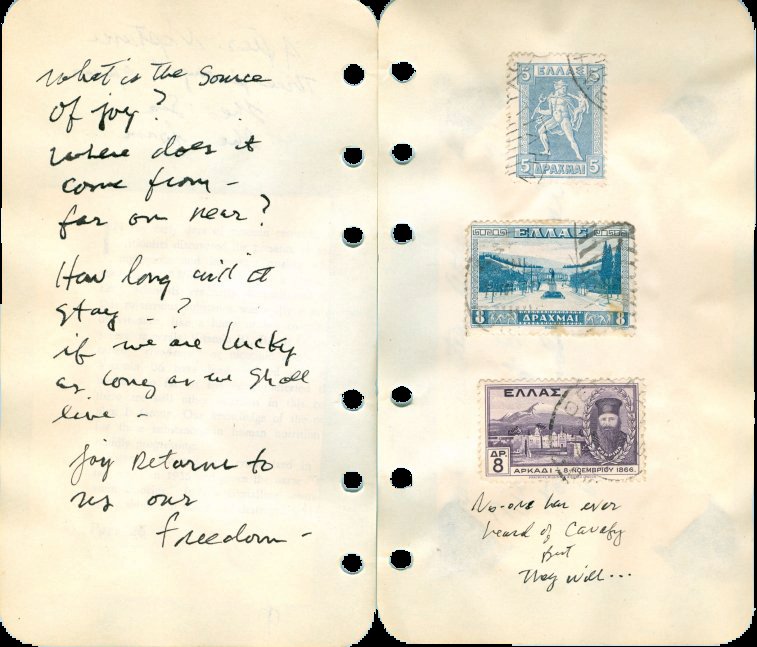 What is the Source
of joy?
Where does it
come from —
far or near?
How long will it
stay — ?
if we are lucky
as long as we shall
live —
joy returns to
us our
freedom —
5 ΕΛΛΑΣ 5
5 ΔΡΑΧΜΑΙ 5
ΕΛΛΑΣ
8 ΔΡΑΧΜΑΙ 8
ΕΛΛΑΣ
ΔΡ.
8
ΑΡΚΑΔΙ - 8 ΝΟΕΜΒΡΙΟΥ 1866.
No-one has ever
heard of Cavafy
but
They will...